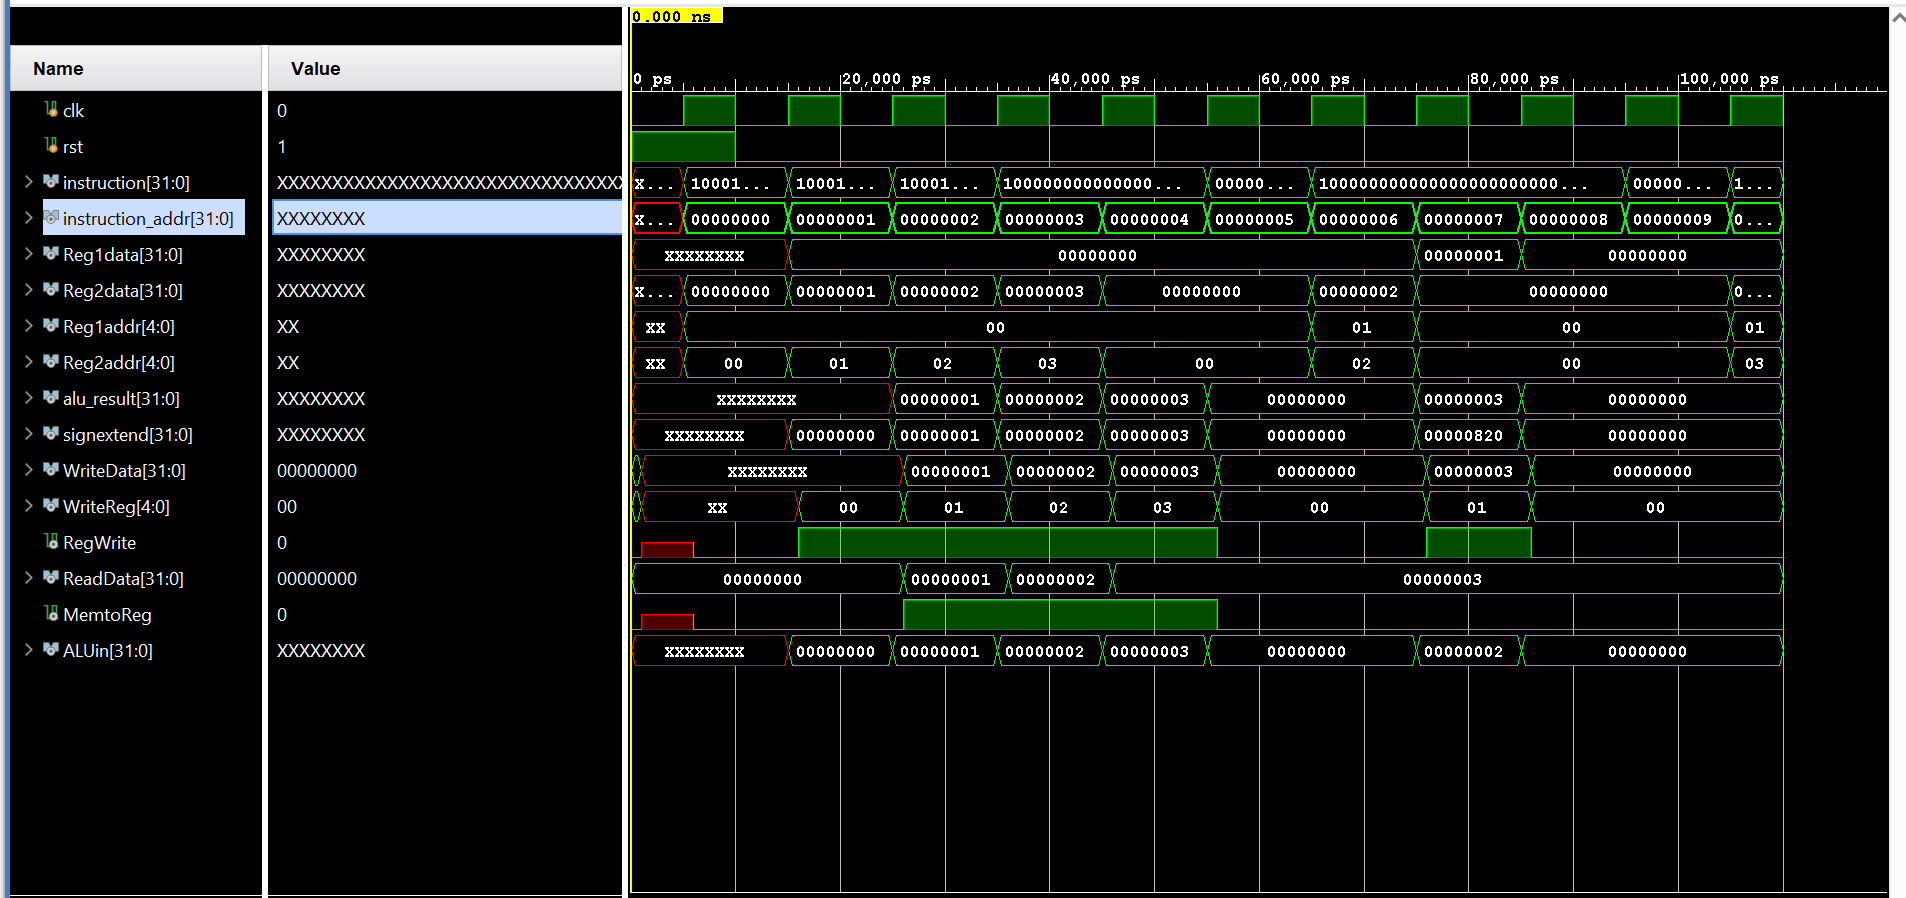 0.000 ns
Name Value
0 ps 20,000 ps 40,000 ps 60,000 ps 80,000 ps 100,000 ps
clk 0
rst 1
instruction[31:0] XXXXXXXXXXXXXXXXXXXXXXXXXXXXXXXX X... 10001... 10001... 10001... 100000000000000... 00000... 1000000000000000000000... 00000... 1...
instruction_addr[31:0] XXXXXXXX X... 00000000 00000001 00000002 00000003 00000004 00000005 00000006 00000007 00000008 00000009 0...
Reg1data[31:0] XXXXXXXX XXXXXXXX 00000000 00000001 00000000
Reg2data[31:0] XXXXXXXX X... 00000000 00000001 00000002 00000003 00000000 00000002 00000000 0...
Reg1addr[4:0] XX XX 00 01 00 01
Reg2addr[4:0] XX XX 00 01 02 03 00 02 00 03
alu_result[31:0] XXXXXXXX XXXXXXXX 00000001 00000002 00000003 00000000 00000003 00000000
signextend[31:0] XXXXXXXX XXXXXXXX 00000000 00000001 00000002 00000003 00000000 00000820 00000000
WriteData[31:0] 00000000 XXXXXXXX 00000001 00000002 00000003 00000000 00000003 00000000
WriteReg[4:0] 00 XX 00 01 02 03 00 01 00
RegWrite 0
ReadData[31:0] 00000000 00000000 00000001 00000002 00000003
MemtoReg 0
ALUin[31:0] XXXXXXXX XXXXXXXX 00000000 00000001 00000002 00000003 00000000 00000002 00000000